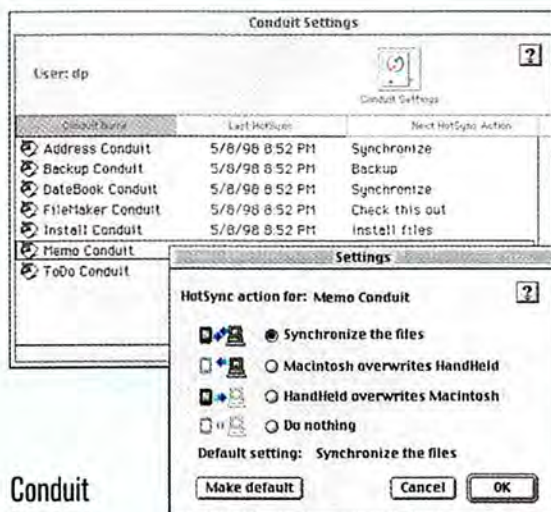 Conduit Settings
User: dp
?
Conduit Settings
Conduit Name Last HotSync Next HotSync Action
Address Conduit 5/8/98 8:52 PM Synchronize
Backup Conduit 5/8/98 8:52 PM Backup
DateBook Conduit 5/8/98 8:52 PM Synchronize
FileMaker Conduit 5/8/98 8:52 PM Check this out
Install Conduit 5/8/98 8:52 PM Install files
Memo Conduit
ToDo Conduit
Settings
HotSync action for: Memo Conduit ?
Synchronize the files
Macintosh overwrites HandHeld
HandHeld overwrites Macintosh
Do nothing
Default setting: Synchronize the files
Make default Cancel OK
Conduit